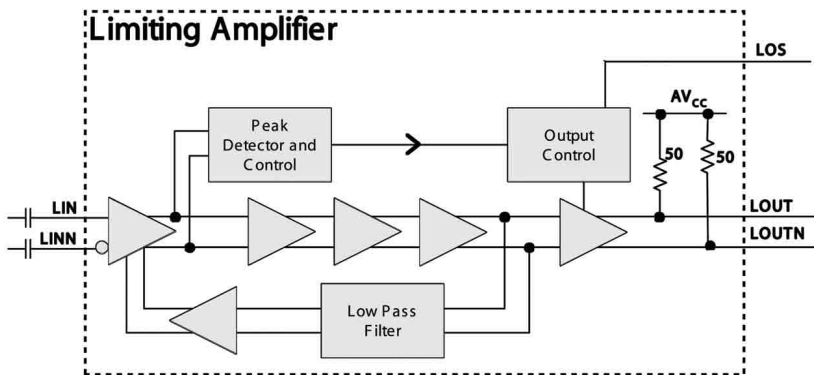 Limiting Amplifier
LOS
AVCC
Peak
Detector and
Control
Output
Control
50
50
LIN
LOUT
LINN
LOUTN
Low Pass
Filter